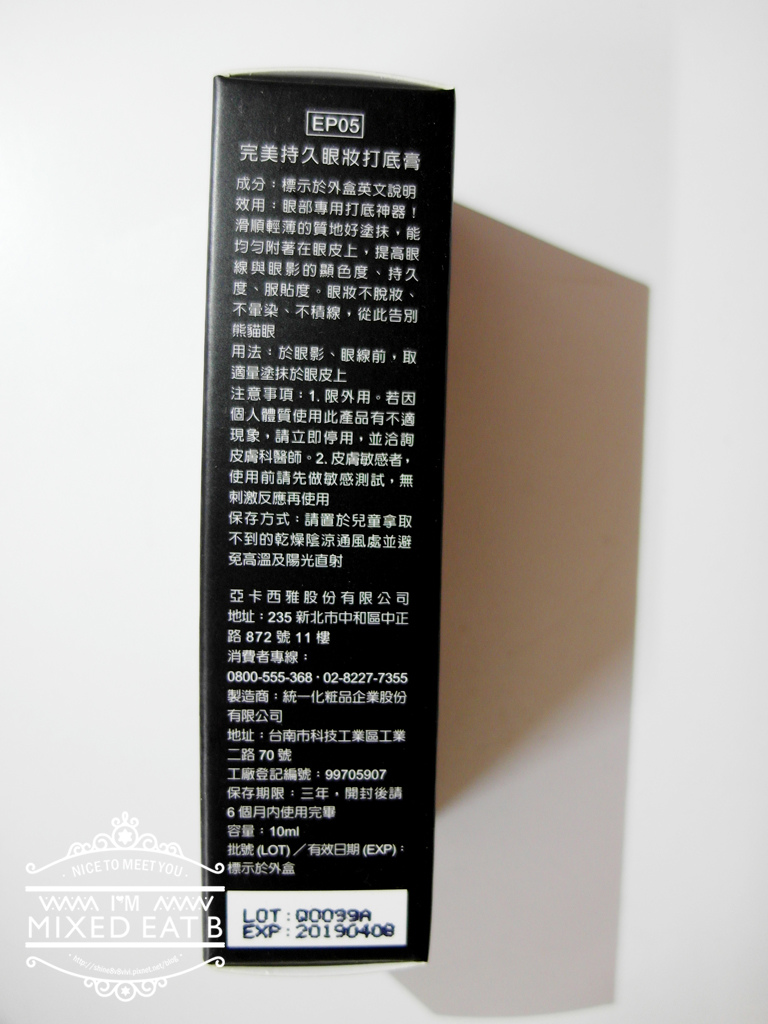 EP05
完美持久眼妝打底膏
成分：標示於外盒英文說明
效用：眼部專用打底神器！
滑順輕薄的質地好塗抹，能
均勻附著在眼皮上，提高眼
線與眼影的顯色度、持久
度、服貼度。眼妝不脫妝、
不暈染、不積線，從此告別
熊貓眼
用法：於眼影、眼線前，取
適量塗抹於眼皮上
注意事項：1. 限外用。若因
個人體質使用此產品有不適
現象，請立即停用，並洽詢
皮膚科醫師。2. 皮膚敏感者，
使用前請先做敏感測試，無
刺激反應再使用
保存方式：請置於兒童拿取
不到的乾燥陰涼通風處並避
免高溫及陽光直射
亞卡西雅股份有限公司
地址：235 新北市中和區中正
路 872 號 11 樓
消費者專線：
0800-555-368 · 02-8227-7355
製造商：統一化粧品企業股份
有限公司
地址：台南市科技工業區工業
二路 70 號
工廠登記編號：99705907
保存期限：三年，開封後請
6 個月內使用完畢
容量：10ml
批號 (LOT) ／有效日期 (EXP)：
標示於外盒
LOT:Q0099A
EXP:20190408
NICE TO MEET YOU
I'M
MIXED EATB